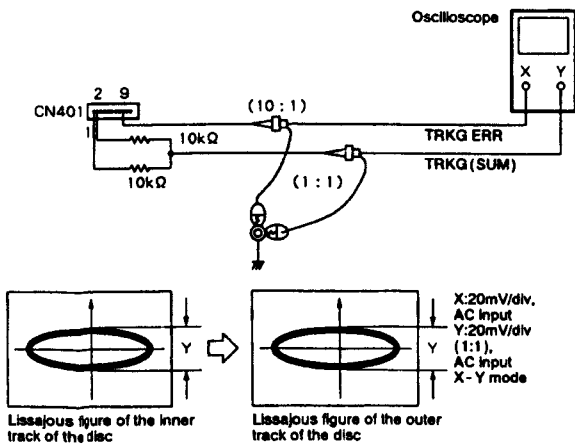 Oscilloscope
X Y
2 9
CN401
1
(10 : 1)
10kΩ
TRKG ERR
10kΩ
(1 : 1)
TRKG (SUM)
Y
Y
X:20mV/div,
AC input
Y:20mV/div
(1:1),
AC input
X - Y mode
Lissajous figure of the inner
track of the disc
Lissajous figure of the outer
track of the disc